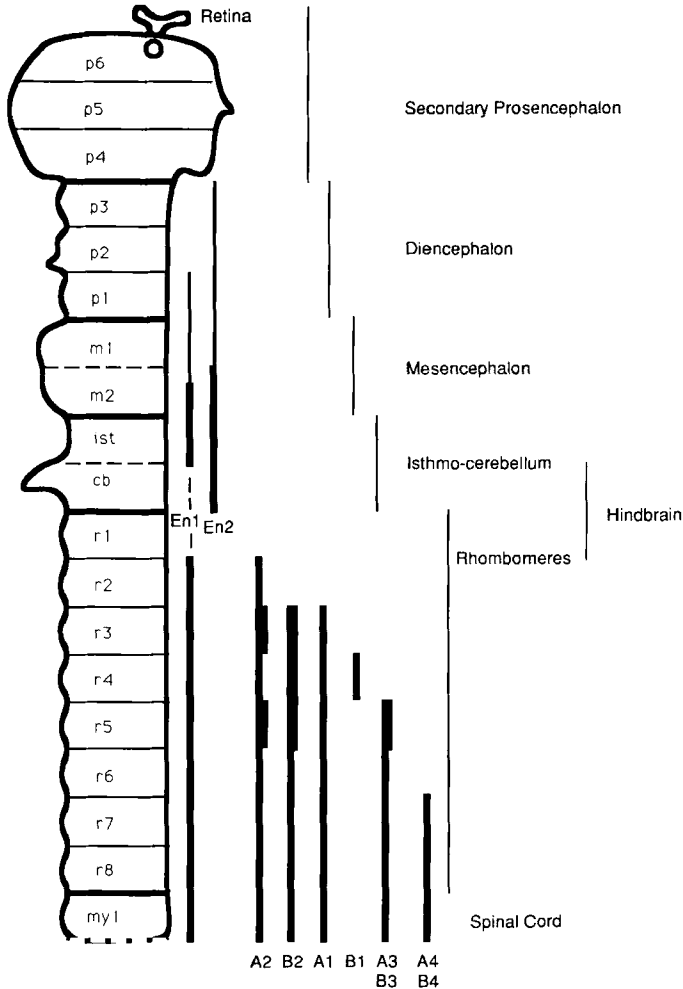 Retina
p6
p5
Secondary Prosencephalon
p4
p3
p2
Diencephalon
p1
m1
Mesencephalon
m2
ist
Isthmo-cerebellum
cb
En1 En2
Hindbrain
r1
Rhombomeres
r2
r3
r4
r5
r6
r7
r8
my1
Spinal Cord
A2 B2 A1 B1 A3 A4
B3 B4